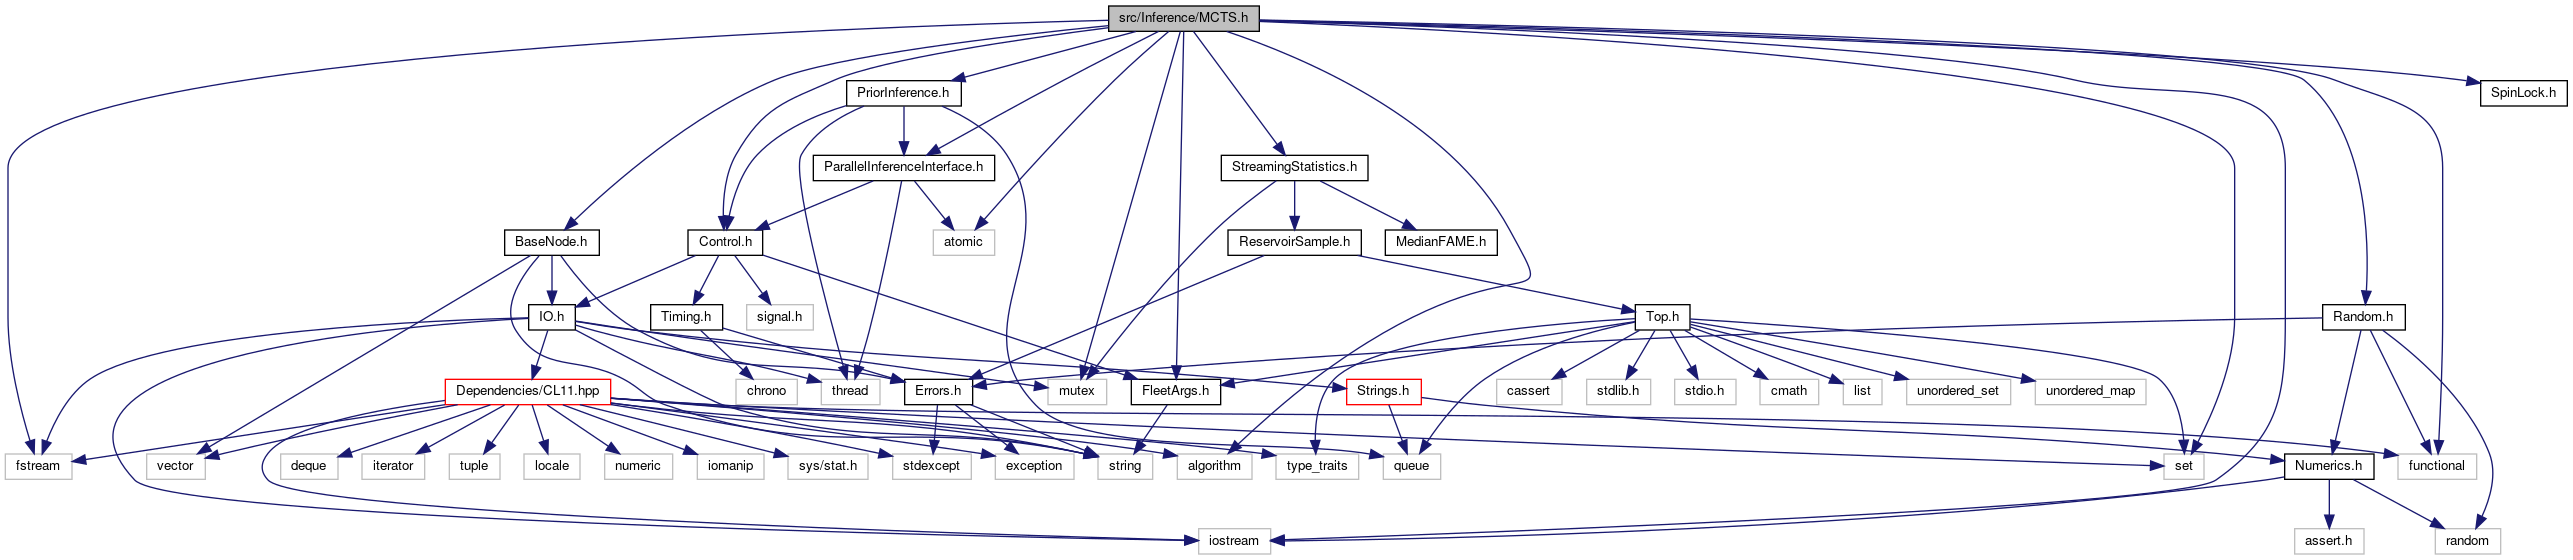 src/Inference/MCTS.h
PriorInference.h
SpinLock.h
ParallelInferenceInterface.h
StreamingStatistics.h
BaseNode.h
Control.h
atomic
ReservoirSample.h
MedianFAME.h
IO.h
Timing.h
signal.h
Top.h
Random.h
Dependencies/CL11.hpp
chrono
thread
Errors.h
mutex
FleetArgs.h
Strings.h
cassert
stdlib.h
stdio.h
cmath
list
unordered_set
unordered_map
fstream
vector
deque
iterator
tuple
locale
numeric
iomanip
sys/stat.h
stdexcept
exception
string
algorithm
type_traits
queue
set
Numerics.h
functional
iostream
assert.h
random